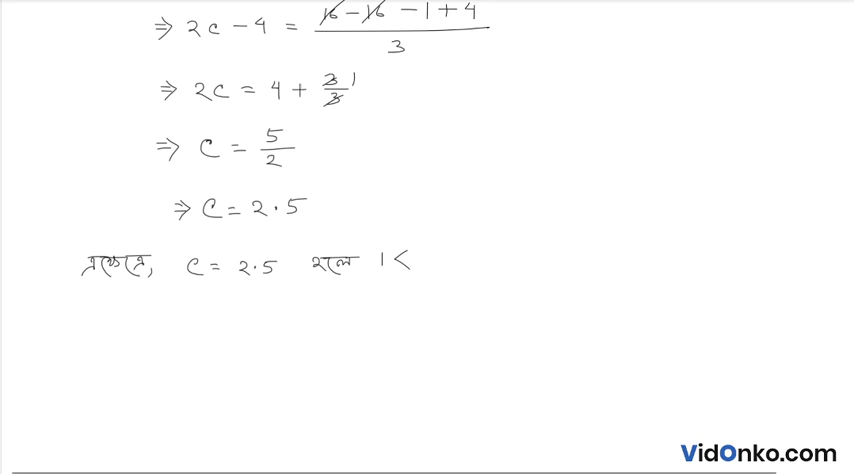 ⇒ 2c - 4 = (16 - 16 - 1 + 4)/3
⇒ 2c = 4 + 3/3 1
⇒ c = 5/2
⇒ c = 2.5
এক্ষেত্রে, c = 2.5 হলে 1 <
VidOnko.com